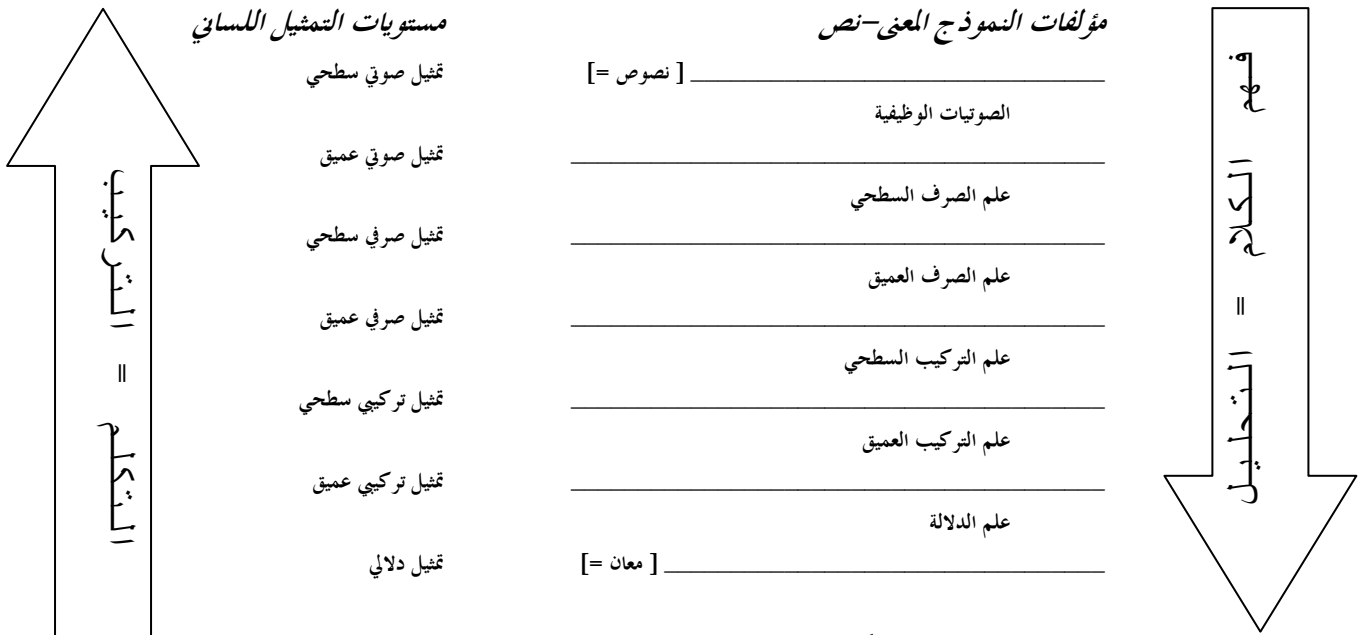 مؤلفات النموذج المعنى–نص
مستويات التمثيل اللساني
[ نصوص =]
تمثيل صوتي سطحي
الصوتيات الوظيفية
تمثيل صوتي عميق
علم الصرف السطحي
تمثيل صرفي سطحي
علم الصرف العميق
تمثيل صرفي عميق
علم التركيب السطحي
تمثيل تركيبي سطحي
علم التركيب العميق
تمثيل تركيبي عميق
علم الدلالة
[ معان =]
تمثيل دلالي
فهم الكلام = التحليل
التكلم = التركيب